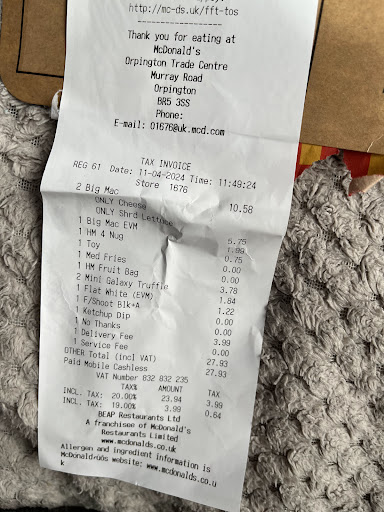 http://mc-ds.uk/fft-tos
Thank you for eating at
McDonald's
Orpington Trade Centre
Murray Road
Orpington
BR5 3SS
Phone:
E-mail: 01676@uk.mcd.com
TAX INVOICE
REG 61 Date: 11-04-2024 Time: 11:49:24
Store 1676
2 Big Mac 10.58
ONLY Cheese
ONLY Shrd Lettuce
1 Big Mac EVM 5.75
1 HM 4 Nug 1.99
1 Toy 0.75
1 Med Fries 0.00
1 HM Fruit Bag 0.00
2 Mini Galaxy Truffle 3.78
1 Flat White (EVM) 1.84
1 F/Shoot Blk+A 1.22
1 Ketchup Dip 0.00
1 No Thanks 0.00
1 Delivery Fee 3.99
1 Service Fee 0.00
OTHER Total (incl VAT) 27.93
Paid Mobile Cashless 27.93
VAT Number 832 832 235
TAX% AMOUNT TAX
INCL. TAX: 20.00% 23.94 3.99
INCL. TAX: 19.00% 3.99 0.64
BEAP Restaurants Ltd
A franchisee of McDonald's
Restaurants Limited
www.mcdonalds.co.uk
Allergen and ingredient information is
McDonald▫ûôs website: www.mcdonalds.co.u
k